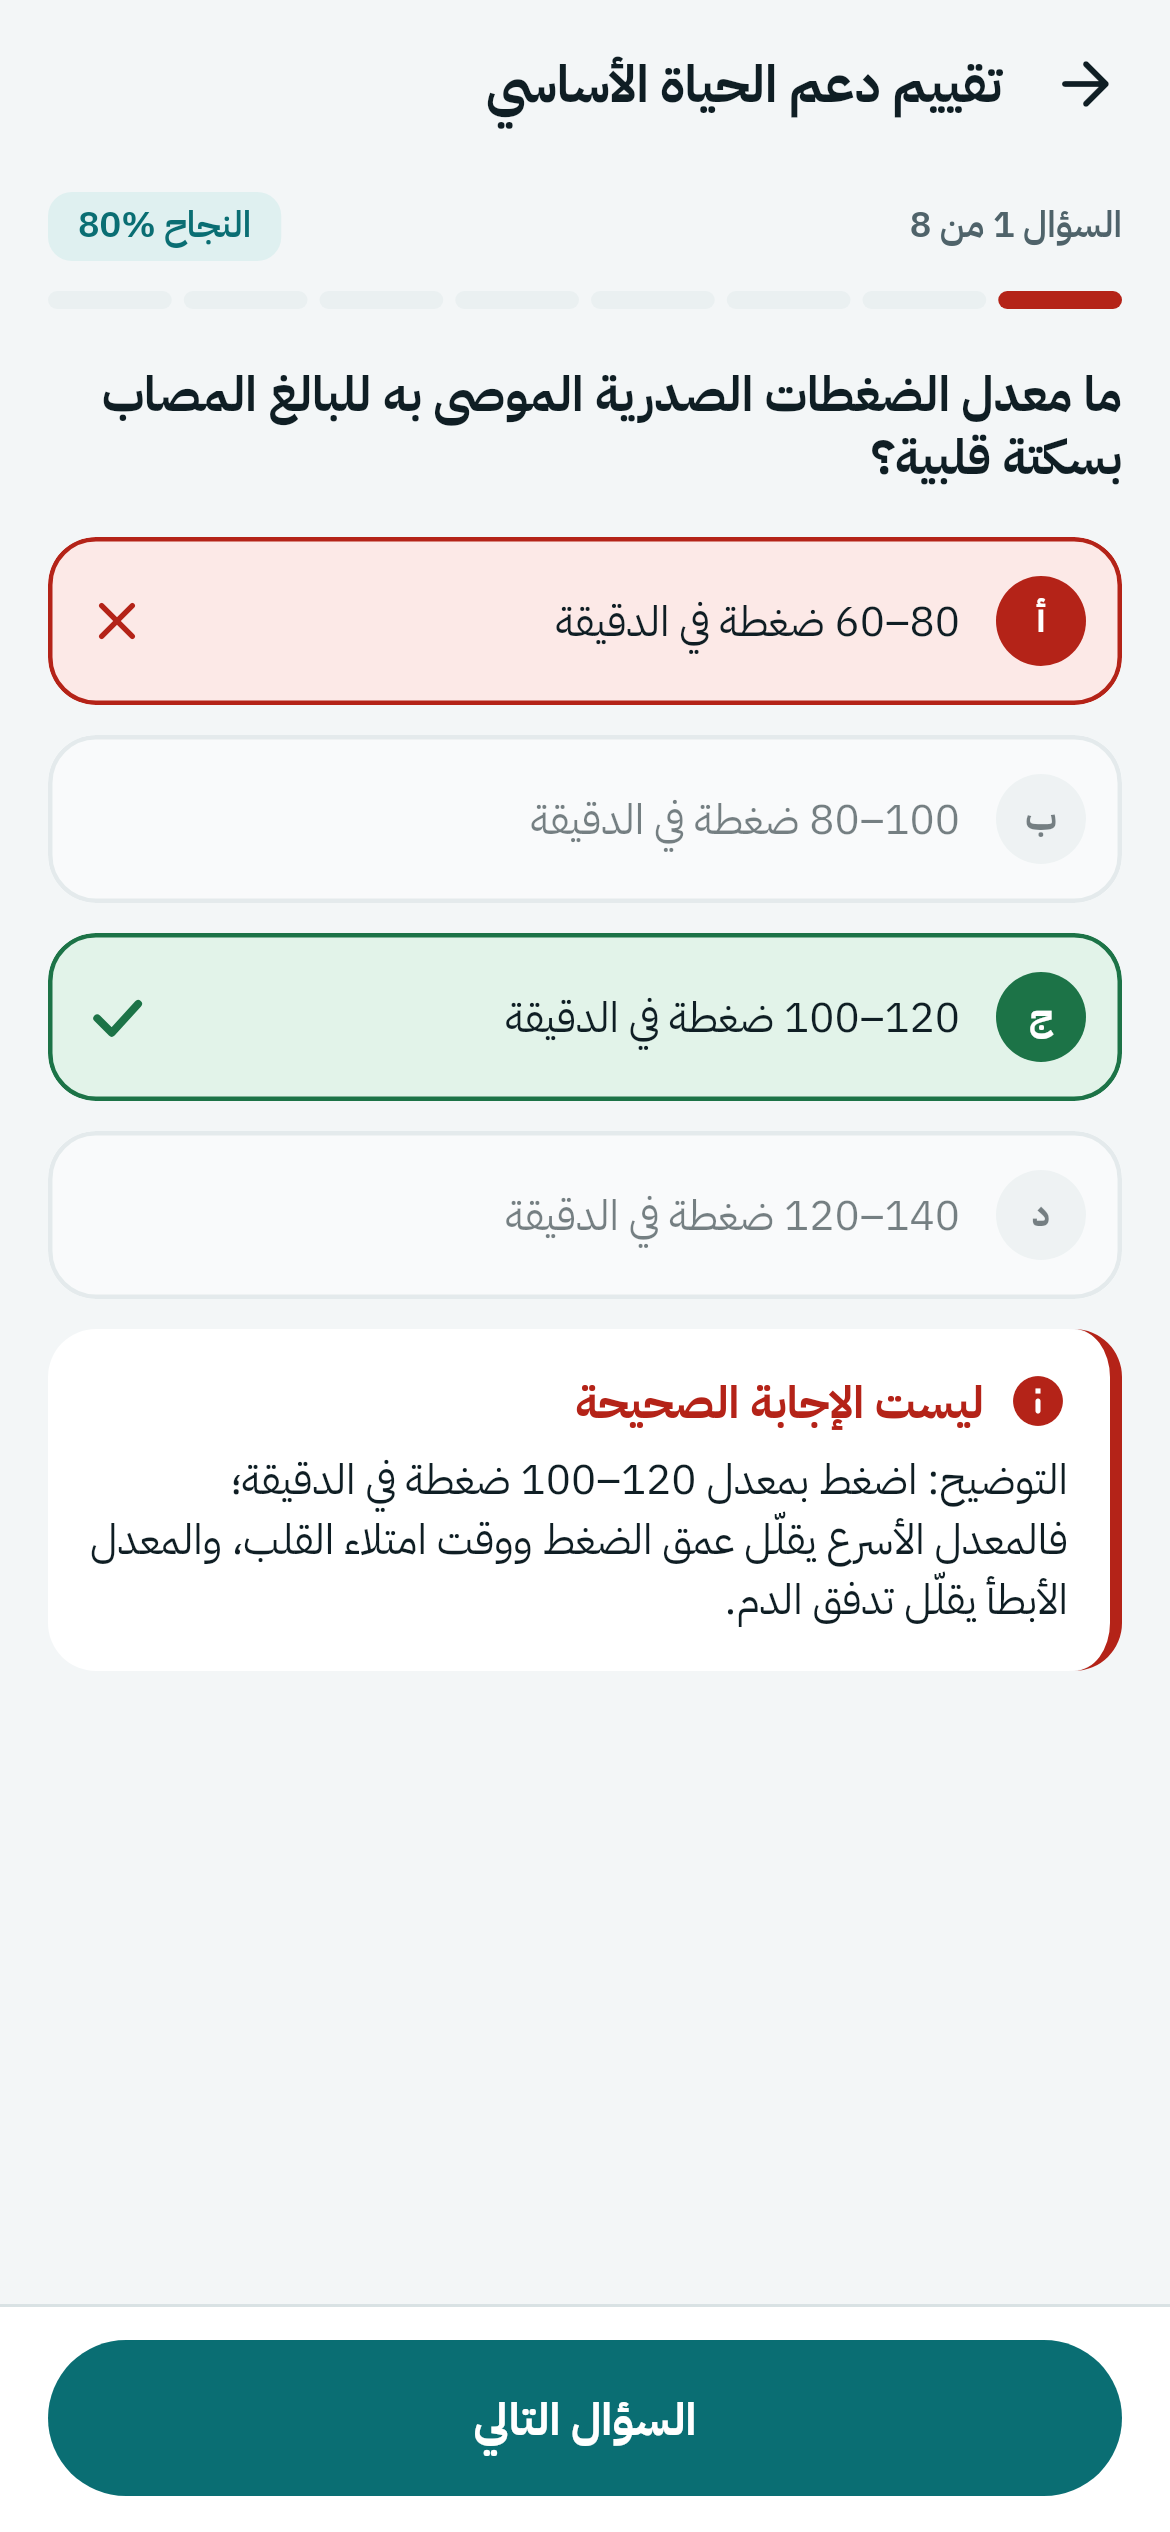 تقييم دعم الحياة الأساسي
السؤال 1 من 8
النجاح 80%
ما معدل الضغطات الصدرية الموصى به للبالغ المصاب
بسكتة قلبية؟
أ
60–80 ضغطة في الدقيقة
ب
80–100 ضغطة في الدقيقة
ج
100–120 ضغطة في الدقيقة
د
120–140 ضغطة في الدقيقة
ليست الإجابة الصحيحة
التوضيح: اضغط بمعدل 100–120 ضغطة في الدقيقة؛
فالمعدل الأسرع يقلّل عمق الضغط ووقت امتلاء القلب، والمعدل
الأبطأ يقلّل تدفق الدم.
السؤال التالي